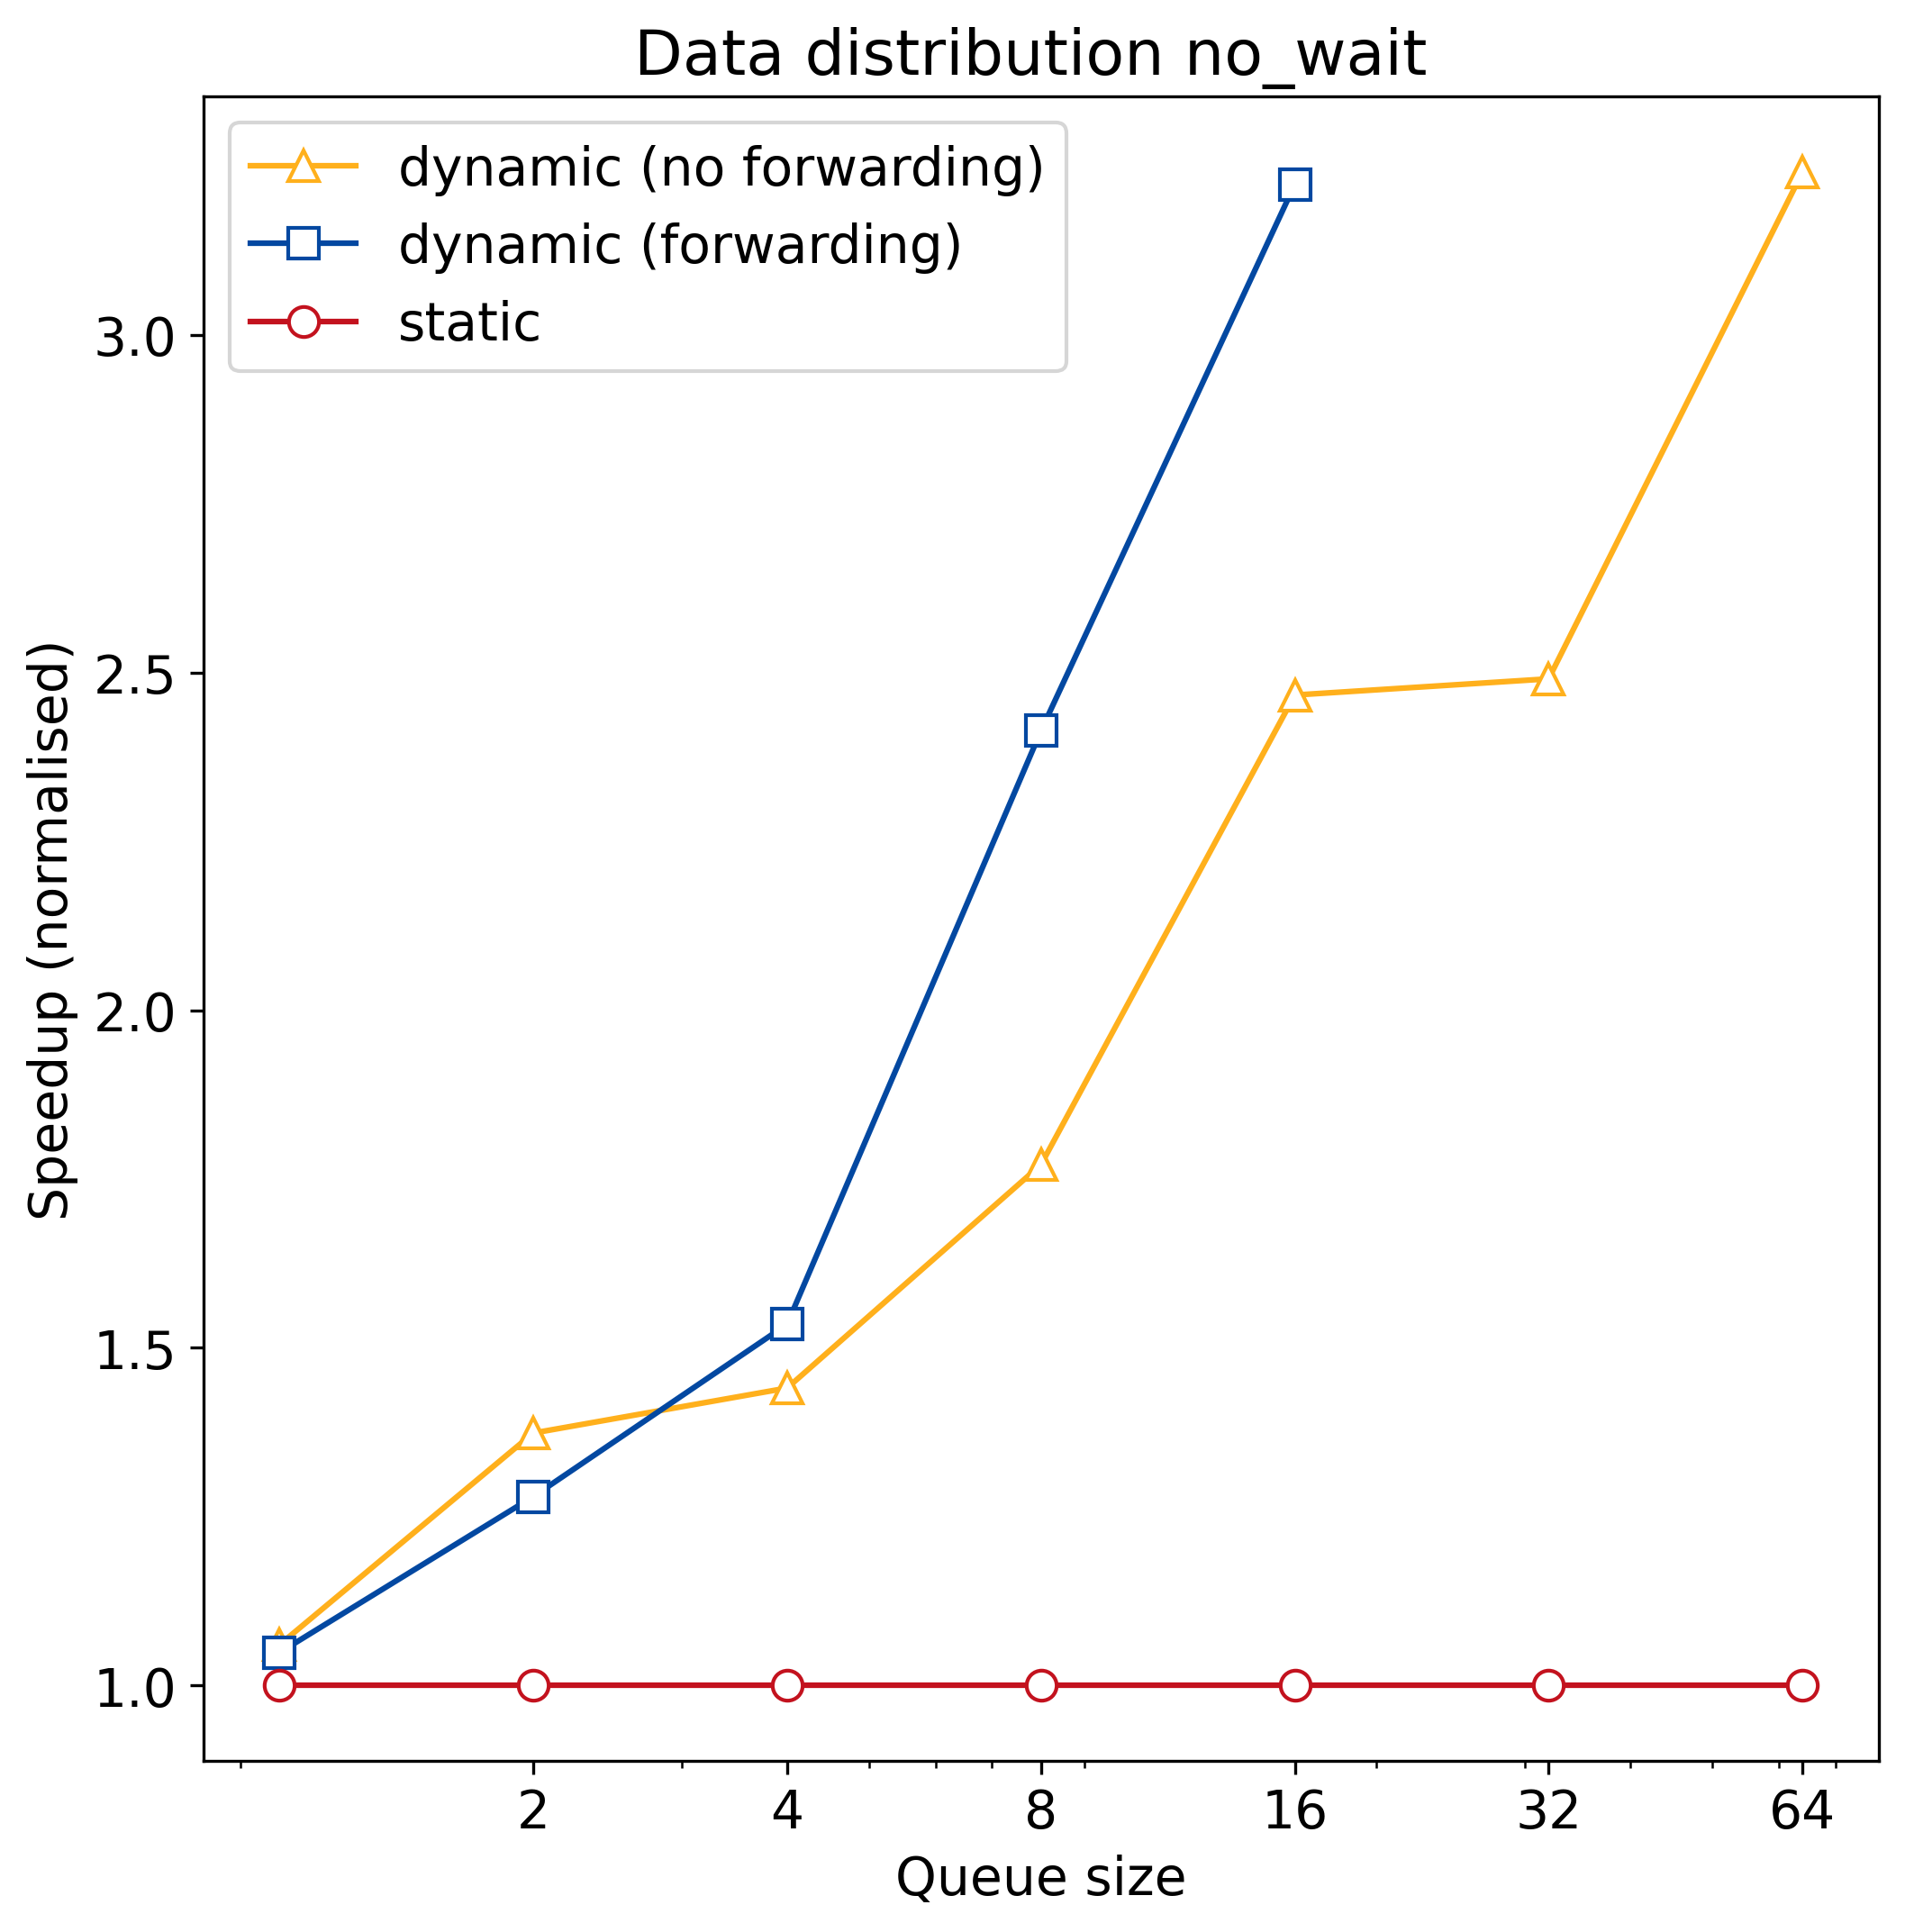 Data distribution no_wait
dynamic (no forwarding)
dynamic (forwarding)
static
3.0
2.5
2.0
1.5
1.0
Speedup (normalised)
2 4 8 16 32 64
Queue size